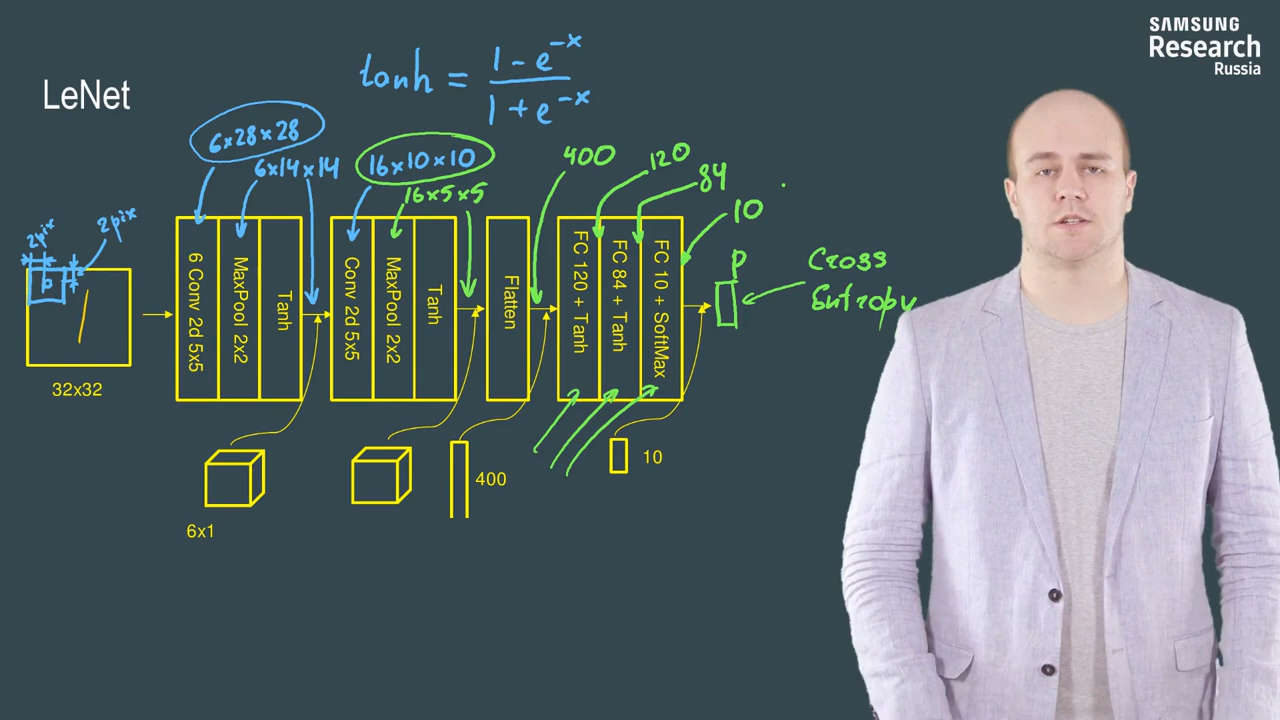 SAMSUNG
Research
Russia
LeNet
tanh = (1 - e^-x) / (1 + e^-x)
6×28×28
6×14×14
16×10×10
16×5×5
400
120
84
10
2pix
2pix
32x32
6 Conv 2d 5x5
MaxPool 2x2
Tanh
Conv 2d 5x5
MaxPool 2x2
Tanh
Flaten
FC 120 + Tanh
FC 84 + Tanh
FC 10 + SoftMax
P
Cross
Entropy
6x1
400
10